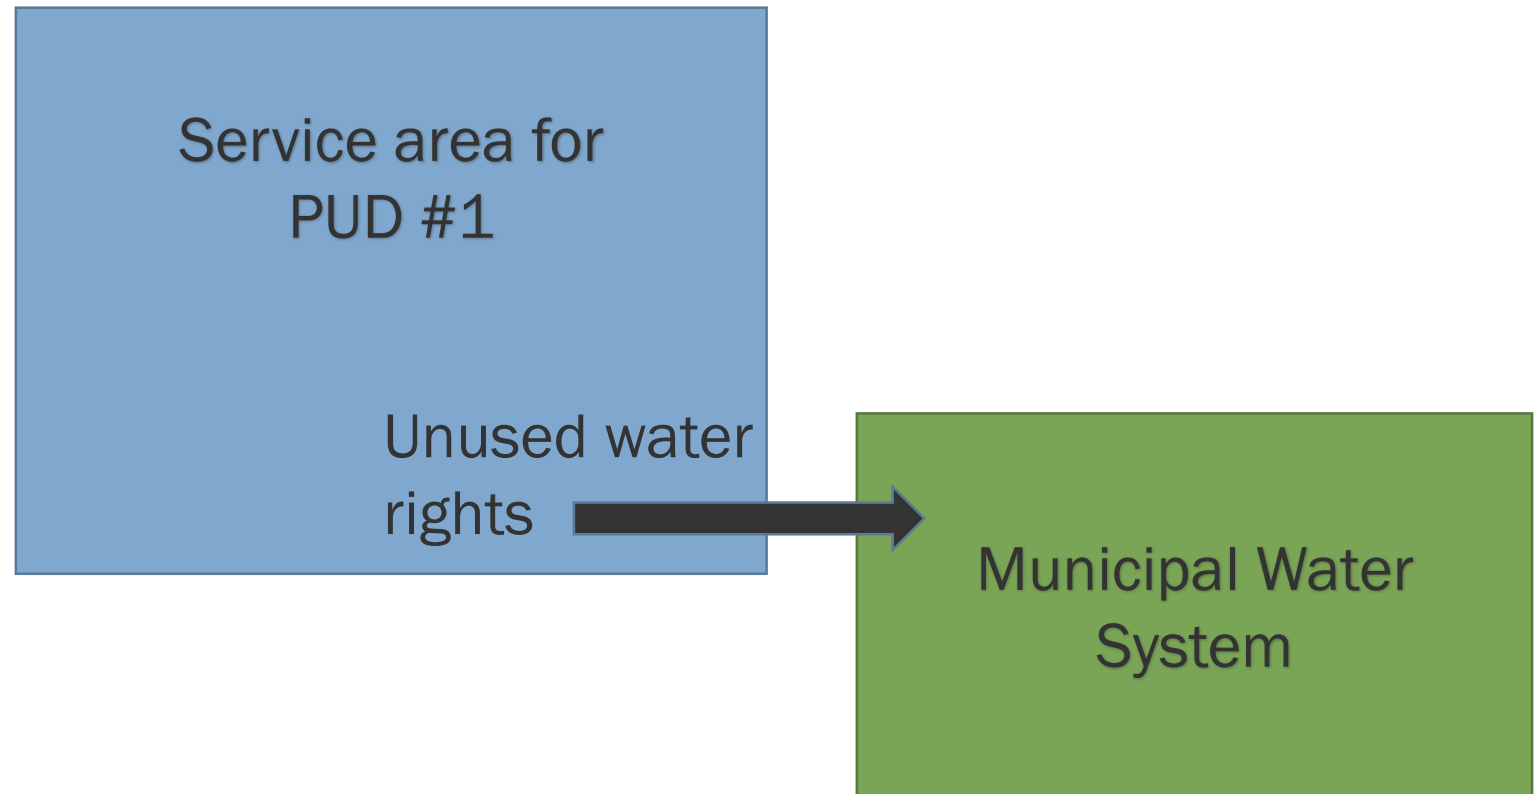 Service area for
PUD #1
Unused water
rights
Municipal Water
System